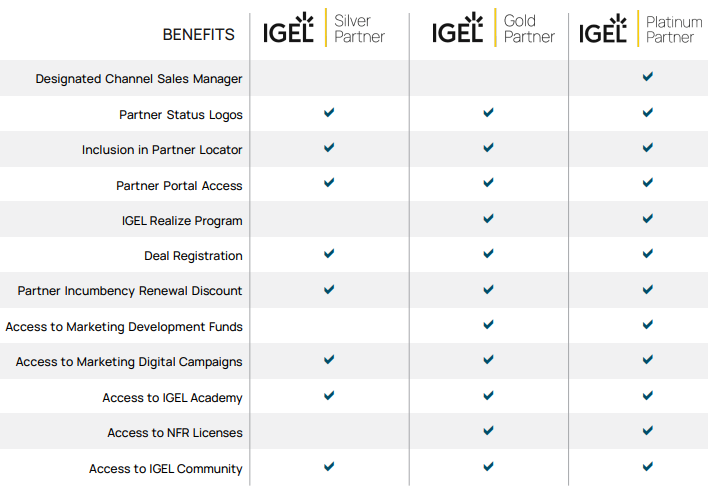 BENEFITS
IGEL
Silver
Partner
IGEL
Gold
Partner
IGEL
Platinum
Partner
Designated Channel Sales Manager
Partner Status Logos
Inclusion in Partner Locator
Partner Portal Access
IGEL Realize Program
Deal Registration
Partner Incumbency Renewal Discount
Access to Marketing Development Funds
Access to Marketing Digital Campaigns
Access to IGEL Academy
Access to NFR Licenses
Access to IGEL Community